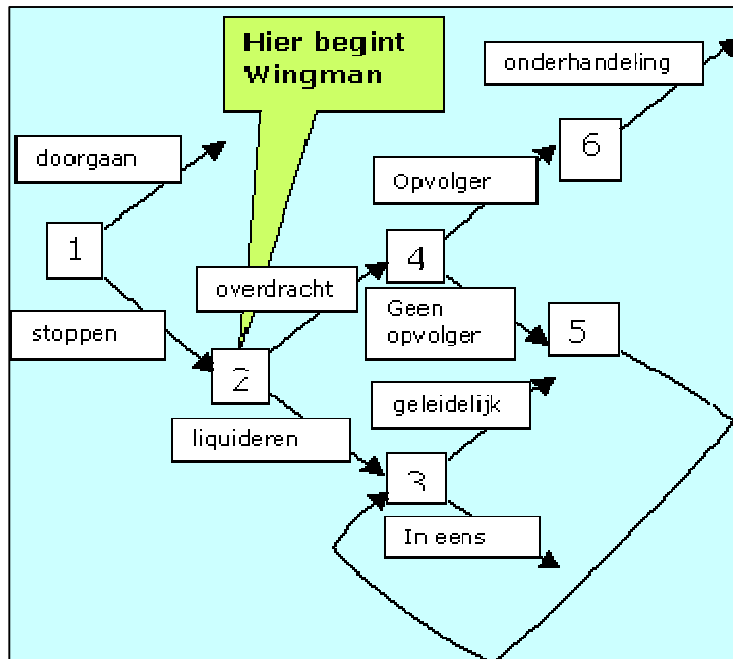 Hier begint
Wingman
onderhandeling
doorgaan
6
Opvolger
1
4
overdracht
Geen
opvolger
5
stoppen
2
geleidelijk
liquideren
3
In eens